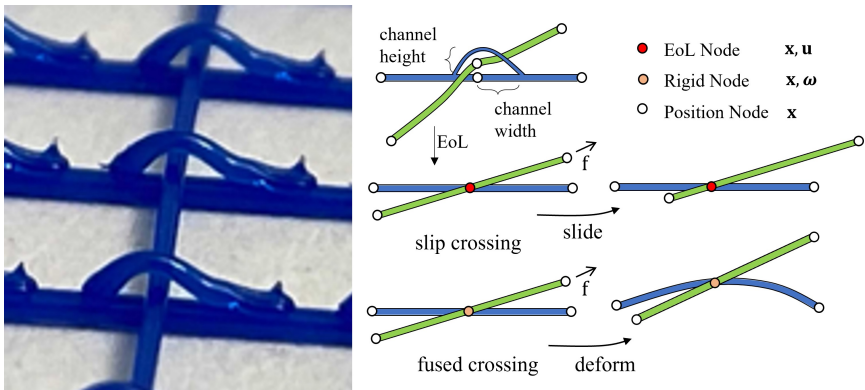 channel
height
channel
width
EoL
EoL Node x, u
Rigid Node x, ω
Position Node x
f
slip crossing
slide
f
fused crossing
deform